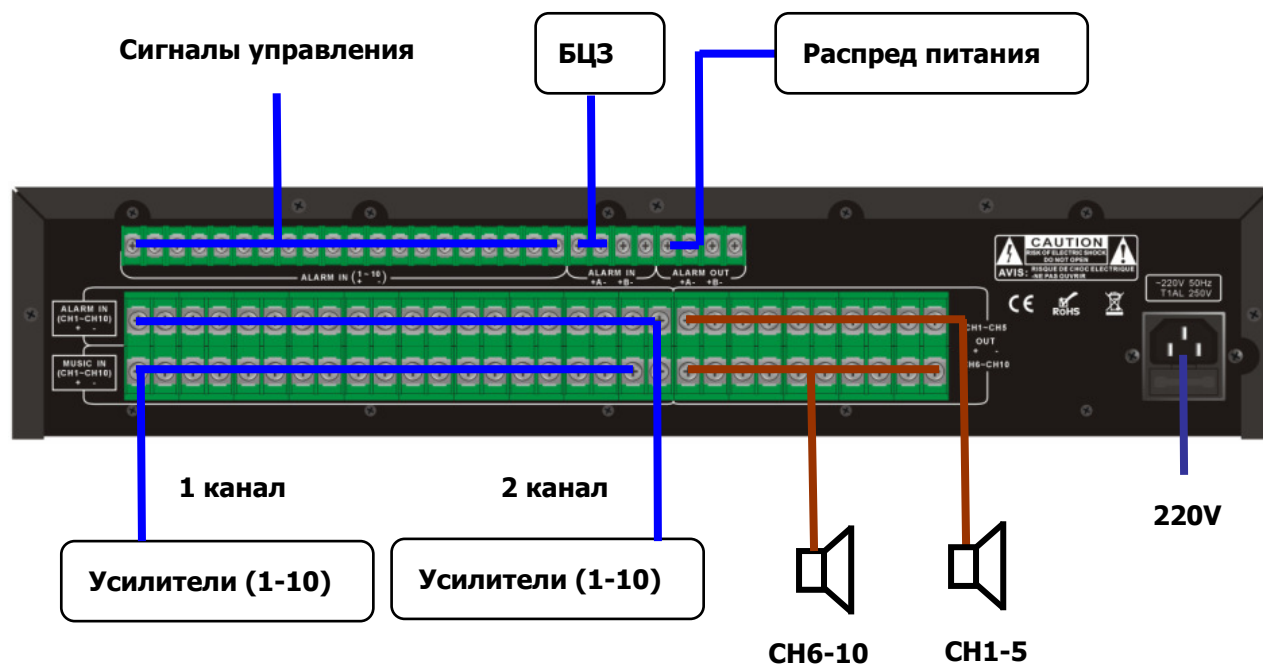 Сигналы управления
БЦЗ
Распред питания
ALARM IN (1~10)
+ -
ALARM IN
+A- +B-
ALARM OUT
+A- +B-
CAUTION
RISK OF ELECTRIC SHOCK
DO NOT OPEN
AVIS: RISQUE DE CHOC ELECTRIQUE
-NE PAS OUVRIR
CE
RoHS
~220V 50Hz
T1AL 250V
ALARM IN
(CH1~CH10)
+ -
MUSIC IN
(CH1~CH10)
+ -
CH1~CH5
OUT
+ -
CH6~CH10
1 канал
2 канал
220V
Усилители (1-10)
Усилители (1-10)
CH6-10
CH1-5